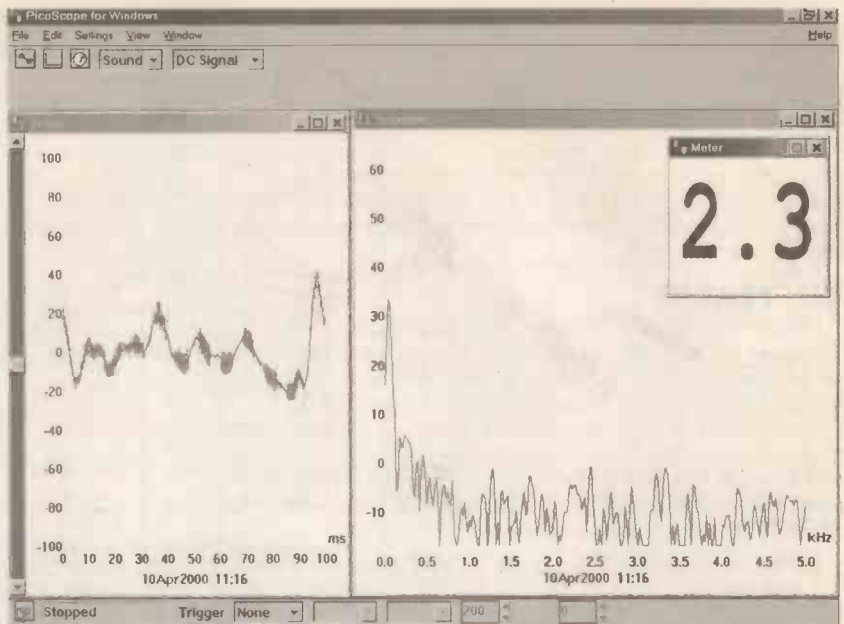 PicoScope for Windows
File Edit Settings View Window Help
Sound DC Signal
100
80
60
40
20
0
-20
-40
-60
-80
-100
ms
0 10 20 30 40 50 60 70 80 90 100
10Apr2000 11:16
Meter
2.3
60
50
40
30
20
10
0
-10
kHz
0.0 0.5 1.0 1.5 2.0 2.5 3.0 3.5 4.0 4.5 5.0
10Apr2000 11:16
Stopped Trigger None 200 0